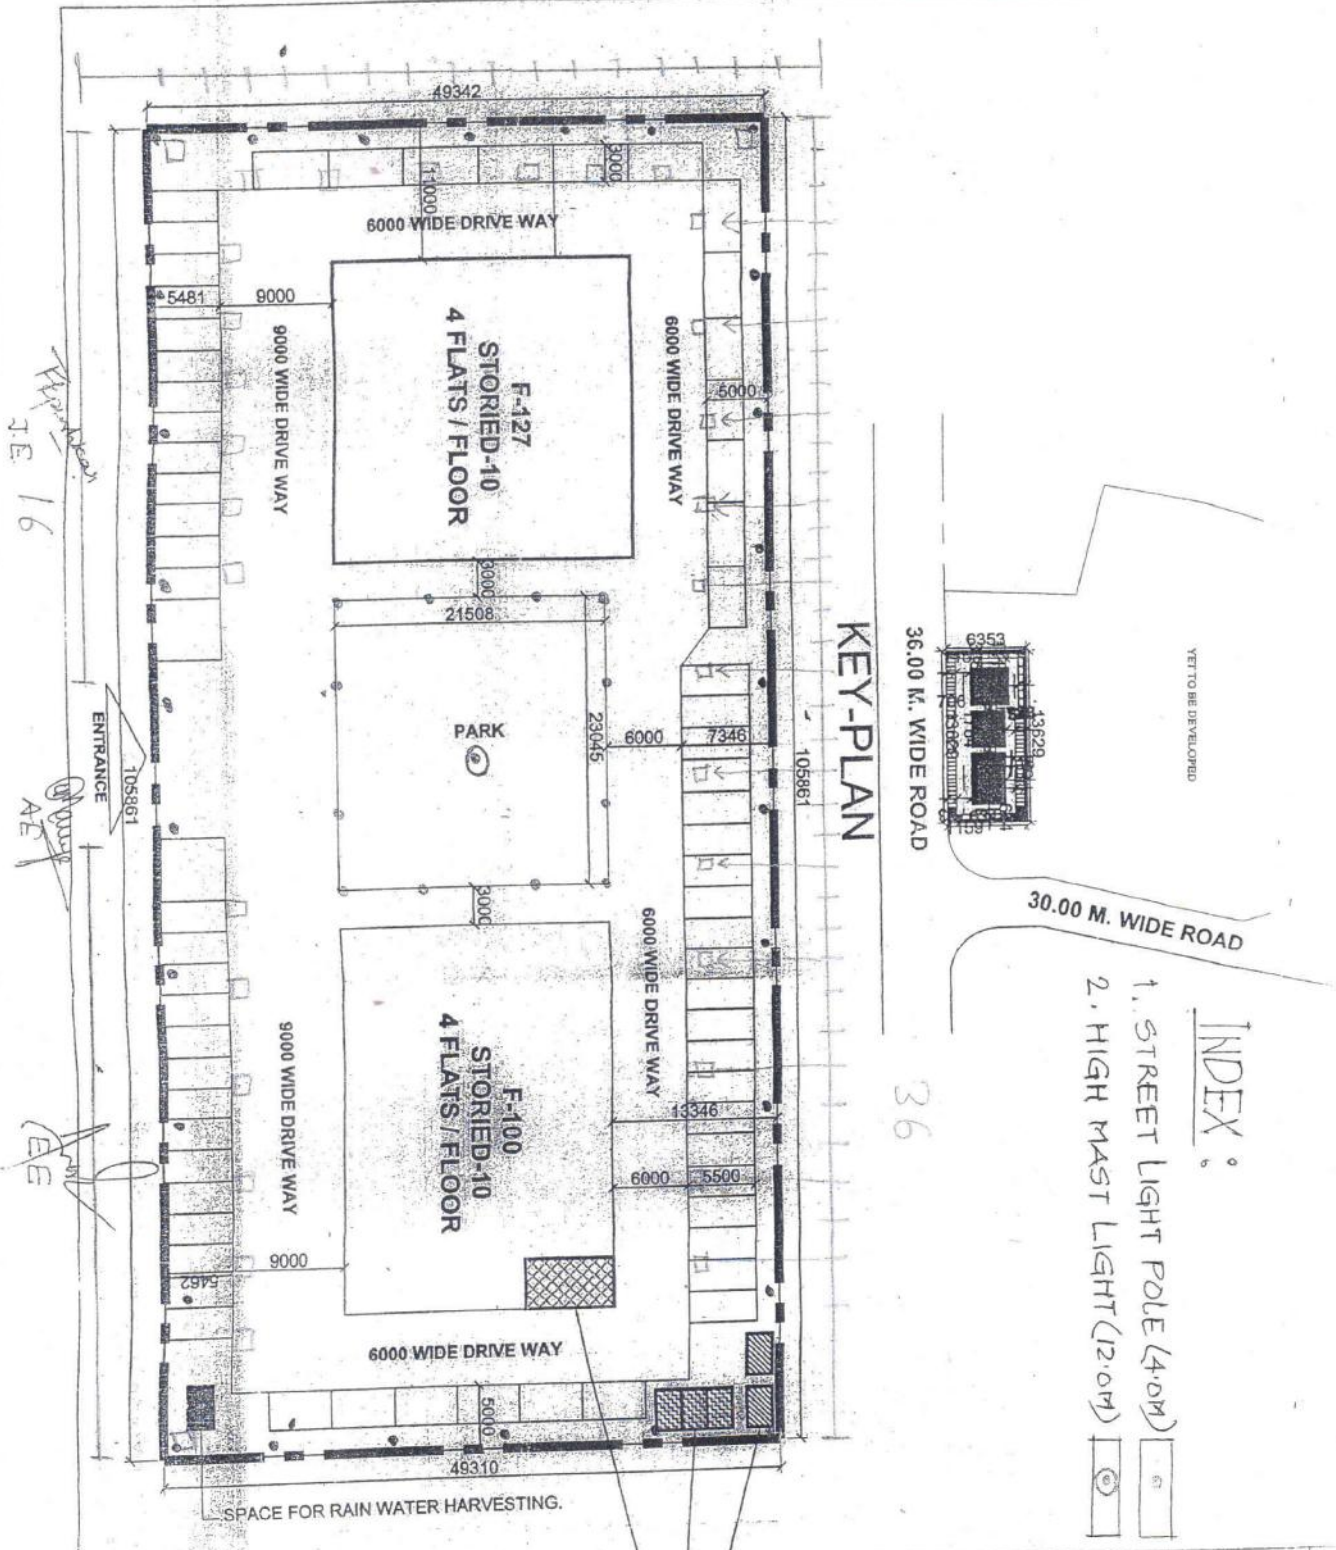 49342
3000
11000
6000 WIDE DRIVE WAY
5481
9000
9000 WIDE DRIVE WAY
F-127
STORIED-10
4 FLATS / FLOOR
6000 WIDE DRIVE WAY
5000
3000
21508
23045
PARK
6000
7346
105861
ENTRANCE
105861
3000
6000 WIDE DRIVE WAY
9000 WIDE DRIVE WAY
F-100
STORIED-10
4 FLATS / FLOOR
13346
6000
5500
9000
5462
6000 WIDE DRIVE WAY
5000
49310
SPACE FOR RAIN WATER HARVESTING.
KEY-PLAN
36.00 M. WIDE ROAD
6353
13629
YET TO BE DEVELOPED
30.00 M. WIDE ROAD
INDEX :
1. STREET LIGHT POLE (4.0M)
2. HIGH MAST LIGHT (12.0M)
36
J.E
16
AE
EE